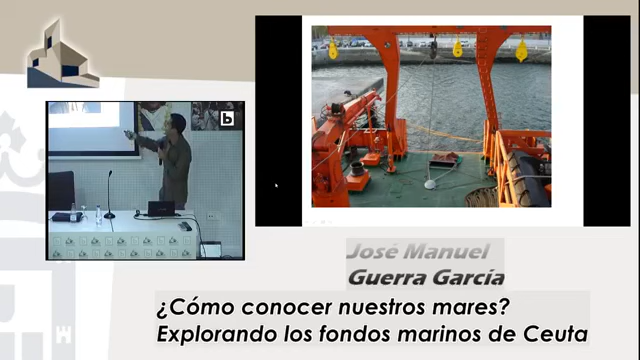 b
José Manuel
Guerra García
¿Cómo conocer nuestros mares?
Explorando los fondos marinos de Ceuta